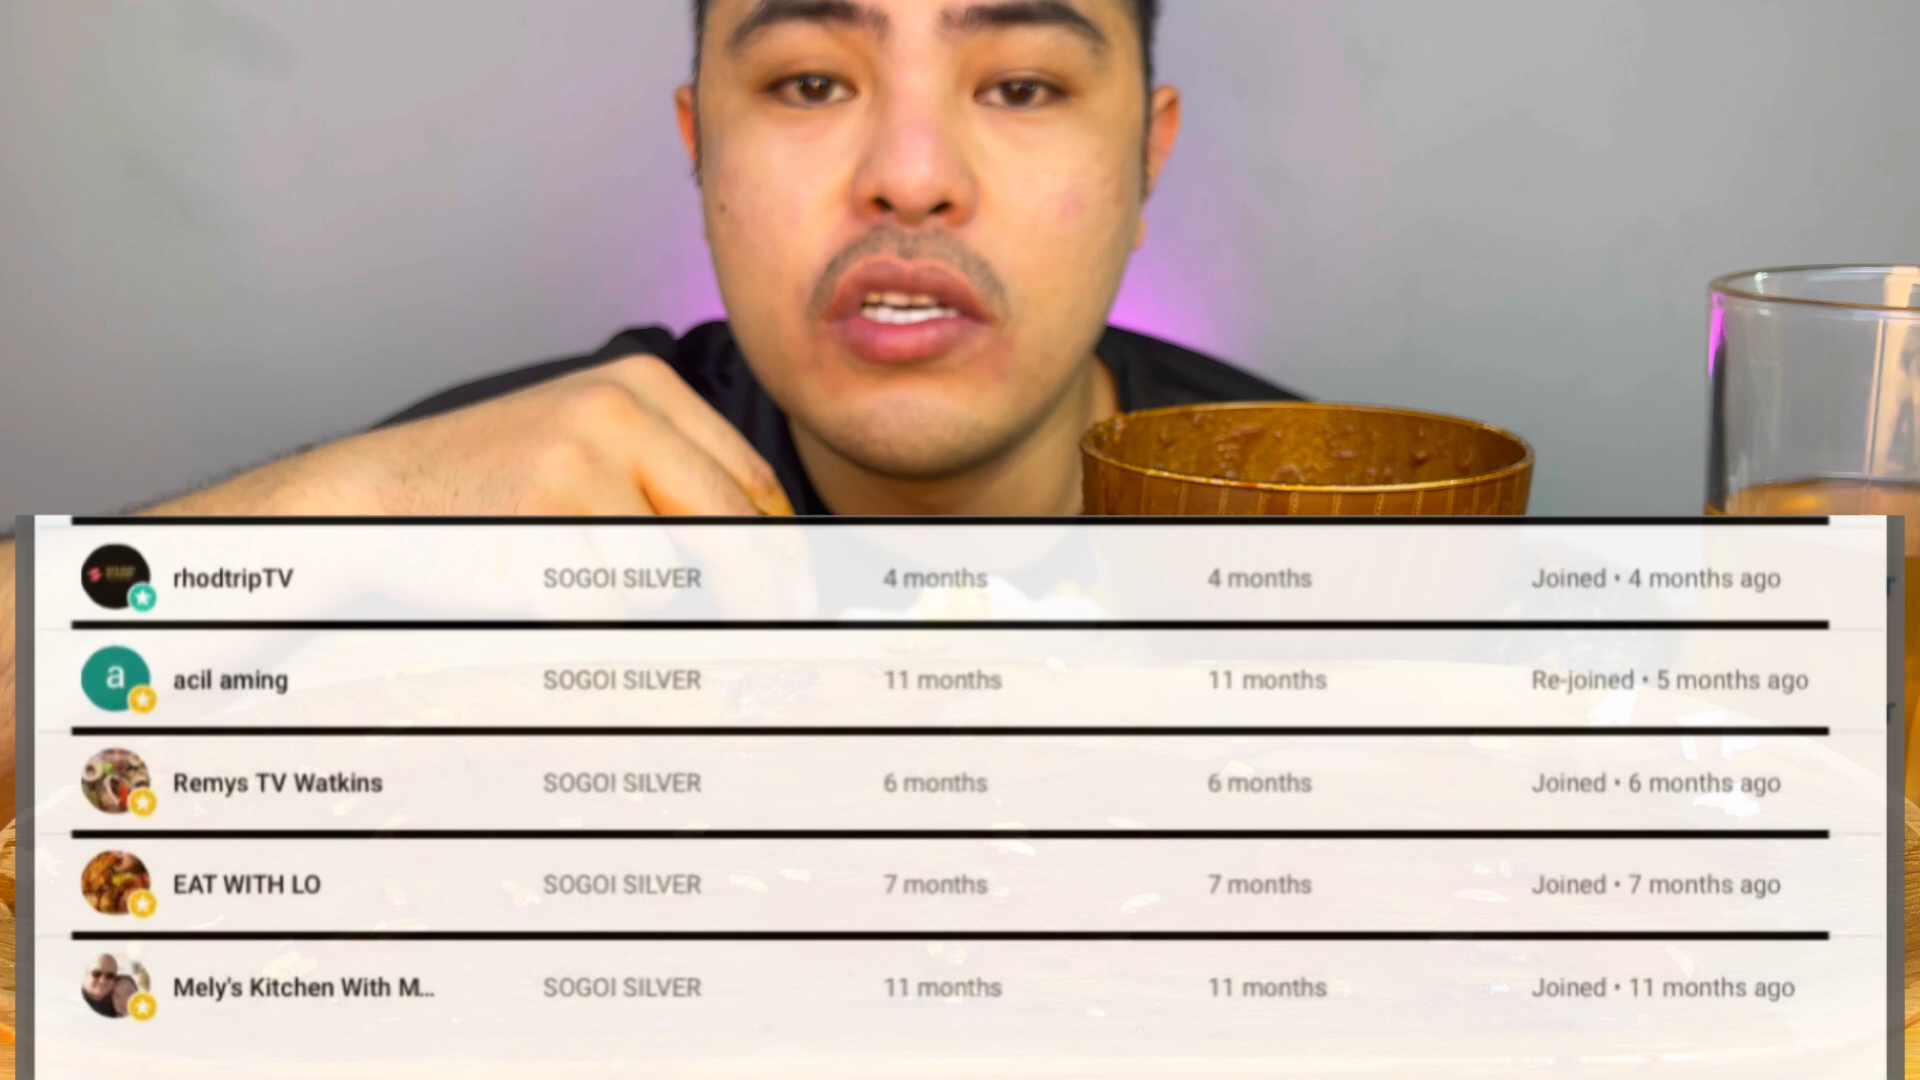 rhodtripTV SOGOI SILVER 4 months 4 months Joined • 4 months ago
a acil aming SOGOI SILVER 11 months 11 months Re-joined • 5 months ago
Remys TV Watkins SOGOI SILVER 6 months 6 months Joined • 6 months ago
EAT WITH LO SOGOI SILVER 7 months 7 months Joined • 7 months ago
Mely's Kitchen With M... SOGOI SILVER 11 months 11 months Joined • 11 months ago